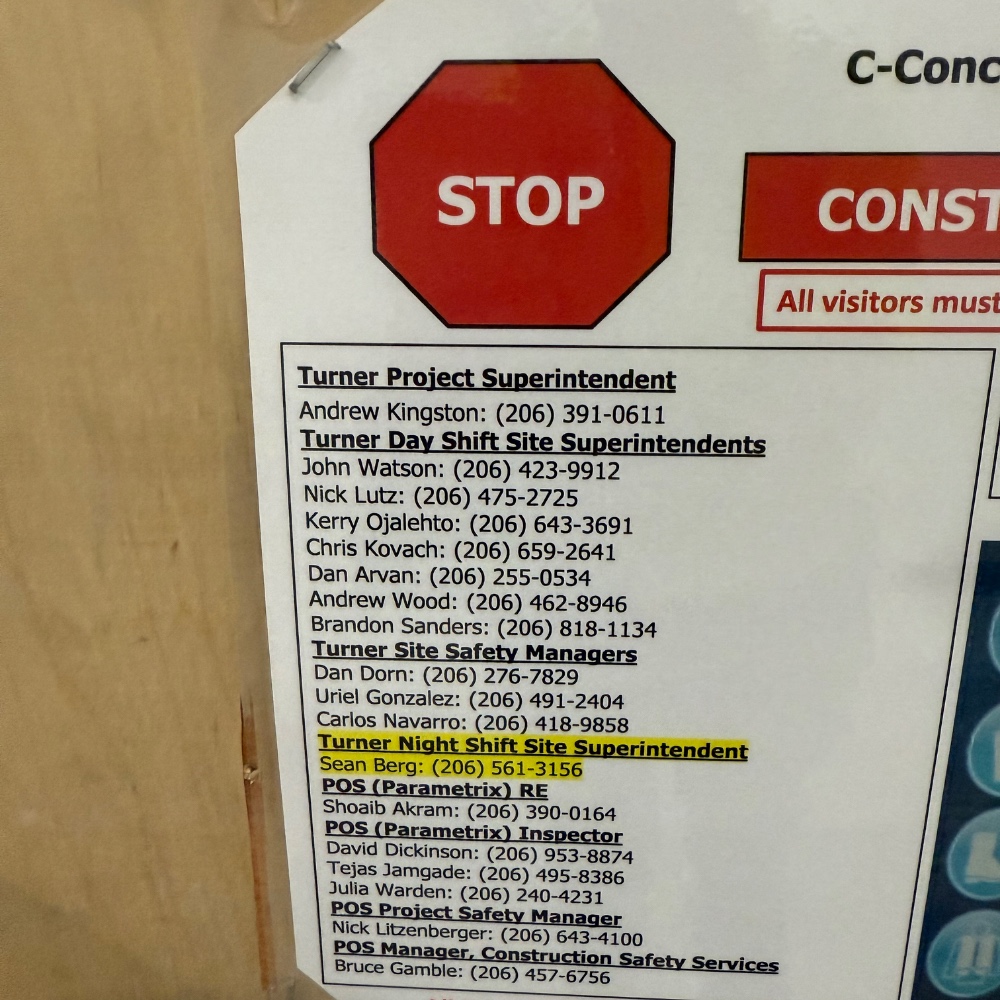 C-Conc
STOP
CONST
All visitors must
Turner Project Superintendent
Andrew Kingston: (206) 391-0611
Turner Day Shift Site Superintendents
John Watson: (206) 423-9912
Nick Lutz: (206) 475-2725
Kerry Ojalehto: (206) 643-3691
Chris Kovach: (206) 659-2641
Dan Arvan: (206) 255-0534
Andrew Wood: (206) 462-8946
Brandon Sanders: (206) 818-1134
Turner Site Safety Managers
Dan Dorn: (206) 276-7829
Uriel Gonzalez: (206) 491-2404
Carlos Navarro: (206) 418-9858
Turner Night Shift Site Superintendent
Sean Berg: (206) 561-3156
POS (Parametrix) RE
Shoaib Akram: (206) 390-0164
POS (Parametrix) Inspector
David Dickinson: (206) 953-8874
Tejas Jamgade: (206) 495-8386
Julia Warden: (206) 240-4231
POS Project Safety Manager
Nick Litzenberger: (206) 643-4100
POS Manager, Construction Safety Services
Bruce Gamble: (206) 457-6756